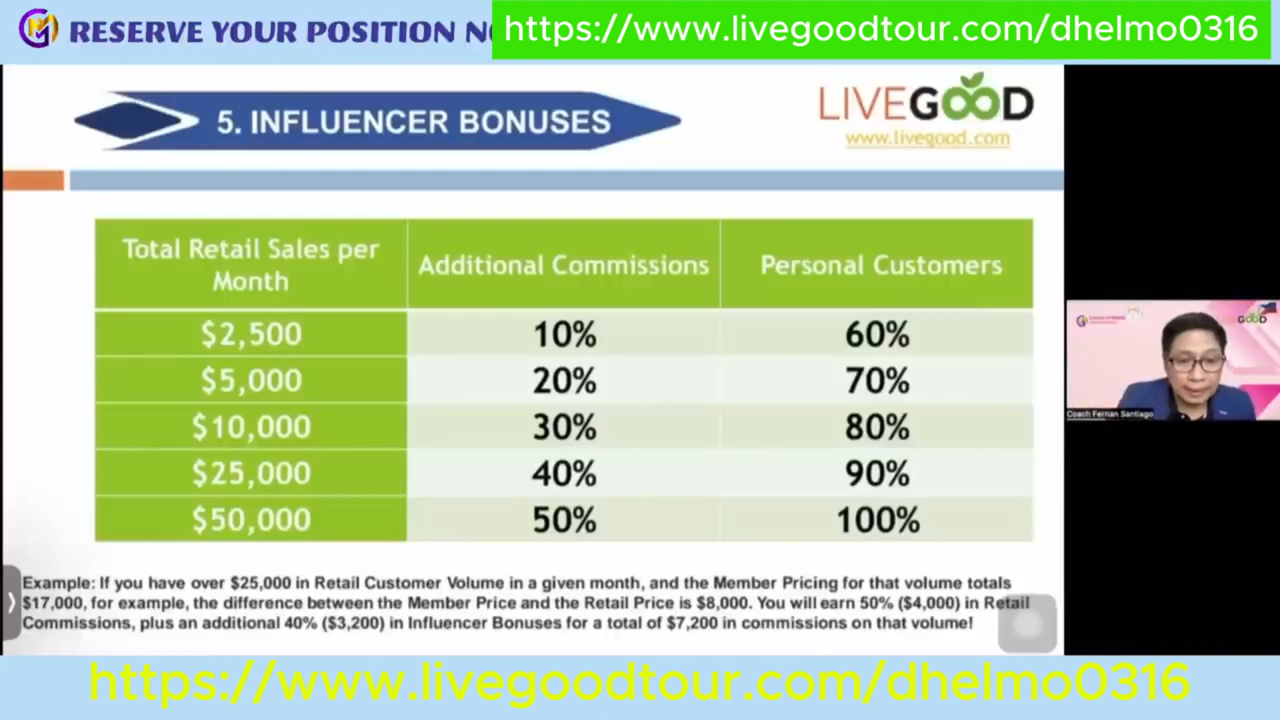 RESERVE YOUR POSITION
https://www.livegoodtour.com/dhelmo0316
5. INFLUENCER BONUSES
LIVEGOOD
www.livegood.com
Total Retail Sales per
Month
Additional Commissions
Personal Customers
$2,500
10%
60%
$5,000
20%
70%
$10,000
30%
80%
$25,000
40%
90%
$50,000
50%
100%
Coach Fernan Santiago
Example: If you have over $25,000 in Retail Customer Volume in a given month, and the Member Pricing for that volume totals
$17,000, for example, the difference between the Member Price and the Retail Price is $8,000. You will earn 50% ($4,000) in Retail
Commissions, plus an additional 40% ($3,200) in Influencer Bonuses for a total of $7,200 in commissions on that volume!
https://www.livegoodtour.com/dhelmo0316